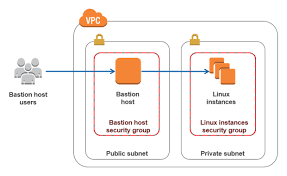 VPC
Bastion host
users
Bastion
host
Linux
instances
Bastion host
security group
Linux instances
security group
Public subnet
Private subnet